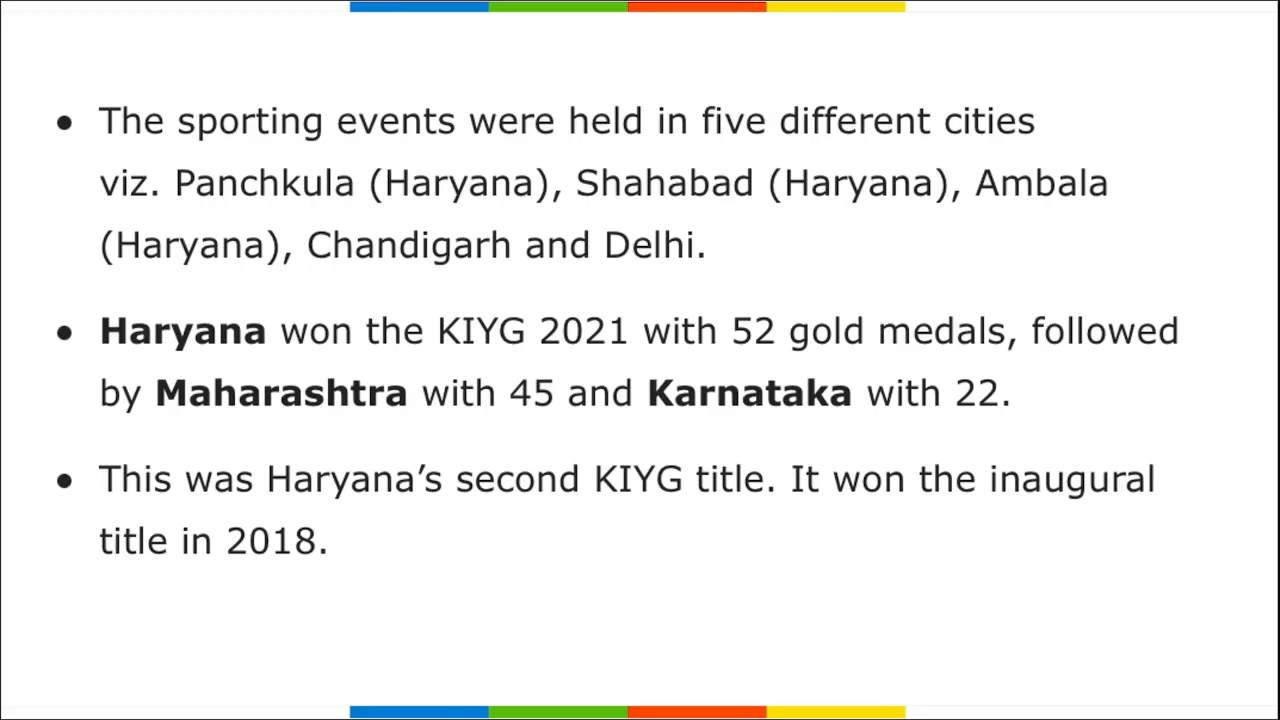 ● The sporting events were held in five different cities
viz. Panchkula (Haryana), Shahabad (Haryana), Ambala
(Haryana), Chandigarh and Delhi.
● Haryana won the KIYG 2021 with 52 gold medals, followed
by Maharashtra with 45 and Karnataka with 22.
● This was Haryana’s second KIYG title. It won the inaugural
title in 2018.